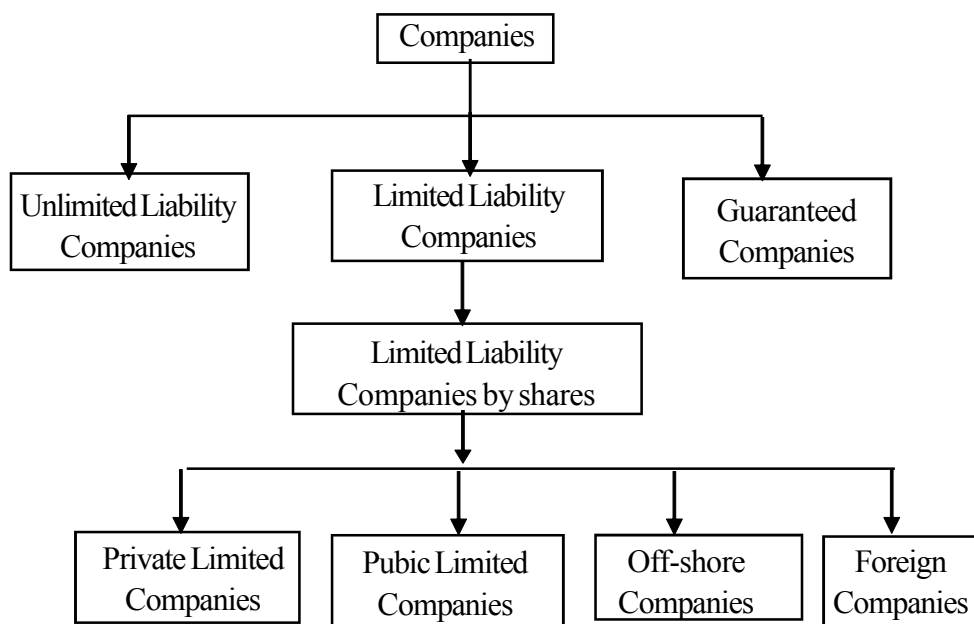 Companies
Unlimited Liability
Companies
Limited Liability
Companies
Guaranteed
Companies
Limited Liability
Companies by shares
Private Limited
Companies
Pubic Limited
Companies
Off-shore
Companies
Foreign
Companies